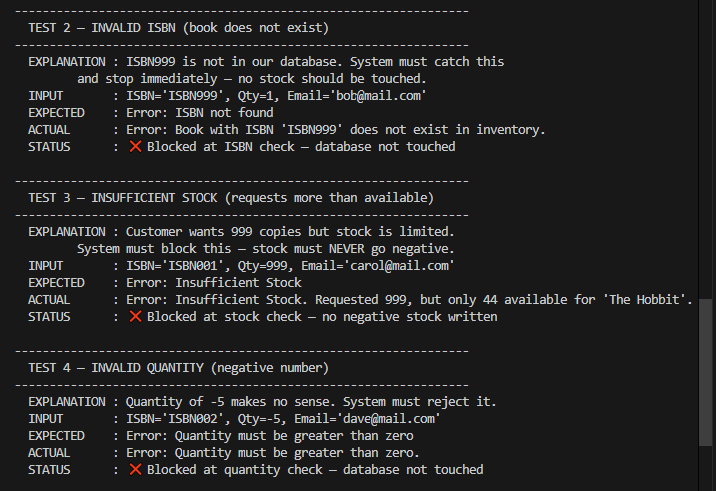 -----------------------------------------------------------------
TEST 2 — INVALID ISBN (book does not exist)
-----------------------------------------------------------------
EXPLANATION : ISBN999 is not in our database. System must catch this
and stop immediately — no stock should be touched.
INPUT : ISBN='ISBN999', Qty=1, Email='bob@mail.com'
EXPECTED : Error: ISBN not found
ACTUAL : Error: Book with ISBN 'ISBN999' does not exist in inventory.
STATUS : ❌ Blocked at ISBN check — database not touched
-----------------------------------------------------------------
TEST 3 — INSUFFICIENT STOCK (requests more than available)
-----------------------------------------------------------------
EXPLANATION : Customer wants 999 copies but stock is limited.
System must block this — stock must NEVER go negative.
INPUT : ISBN='ISBN001', Qty=999, Email='carol@mail.com'
EXPECTED : Error: Insufficient Stock
ACTUAL : Error: Insufficient Stock. Requested 999, but only 44 available for 'The Hobbit'.
STATUS : ❌ Blocked at stock check — no negative stock written
-----------------------------------------------------------------
TEST 4 — INVALID QUANTITY (negative number)
-----------------------------------------------------------------
EXPLANATION : Quantity of -5 makes no sense. System must reject it.
INPUT : ISBN='ISBN002', Qty=-5, Email='dave@mail.com'
EXPECTED : Error: Quantity must be greater than zero
ACTUAL : Error: Quantity must be greater than zero.
STATUS : ❌ Blocked at quantity check — database not touched